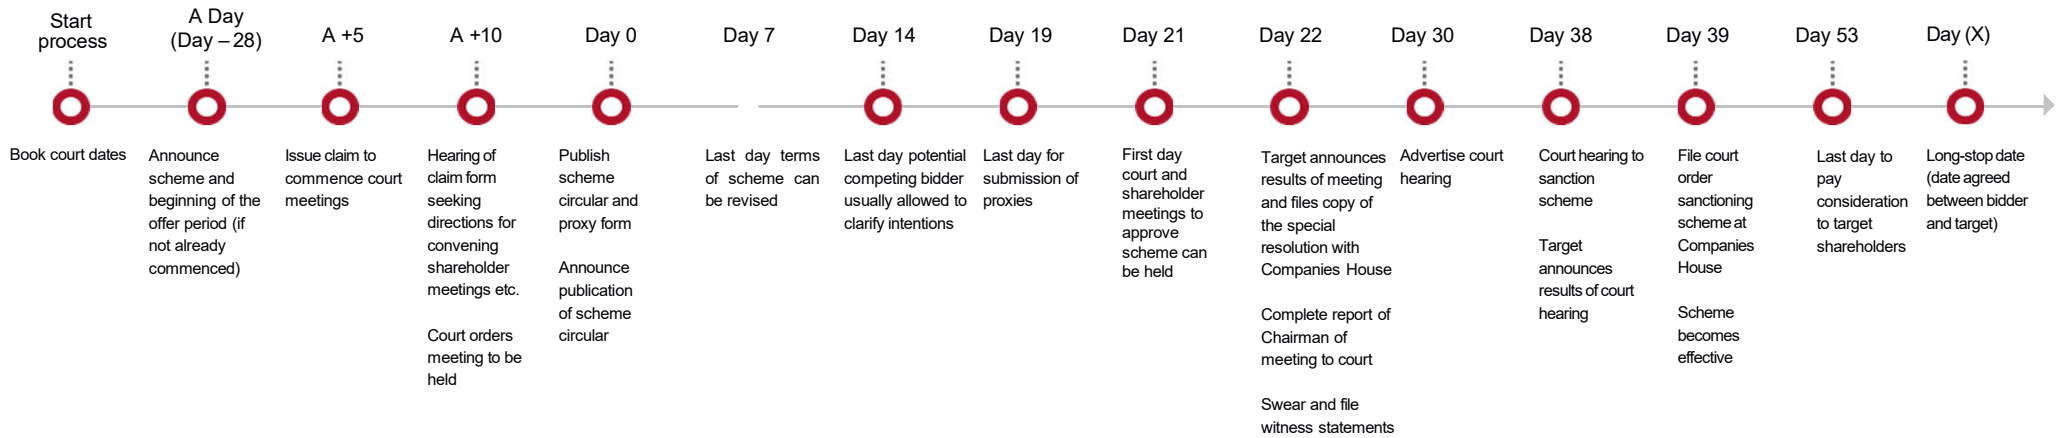 Start
process
A Day
(Day – 28)
A +5
A +10
Day 0
Day 7
Day 14
Day 19
Day 21
Day 22
Day 30
Day 38
Day 39
Day 53
Day (X)
Book court dates
Announce
scheme and
beginning of the
offer period (if
not already
commenced)
Issue claim to
commence court
meetings
Hearing of
claim form
seeking
directions for
convening
shareholder
meetings etc.
Court orders
meeting to be
held
Publish
scheme
circular and
proxy form
Announce
publication
of scheme
circular
Last day terms
of scheme can
be revised
Last day potential
competing bidder
usually allowed to
clarify intentions
Last day for
submission of
proxies
First day
court and
shareholder
meetings to
approve
scheme can
be held
Target announces
results of meeting
and files copy of
the special
resolution with
Companies House
Complete report of
Chairman of
meeting to court
Swear and file
witness statements
Advertise court
hearing
Court hearing to
sanction
scheme
Target
announces
results of court
hearing
File court
order
sanctioning
scheme at
Companies
House
Scheme
becomes
effective
Last day to
pay
consideration
to target
shareholders
Long-stop date
(date agreed
between bidder
and target)